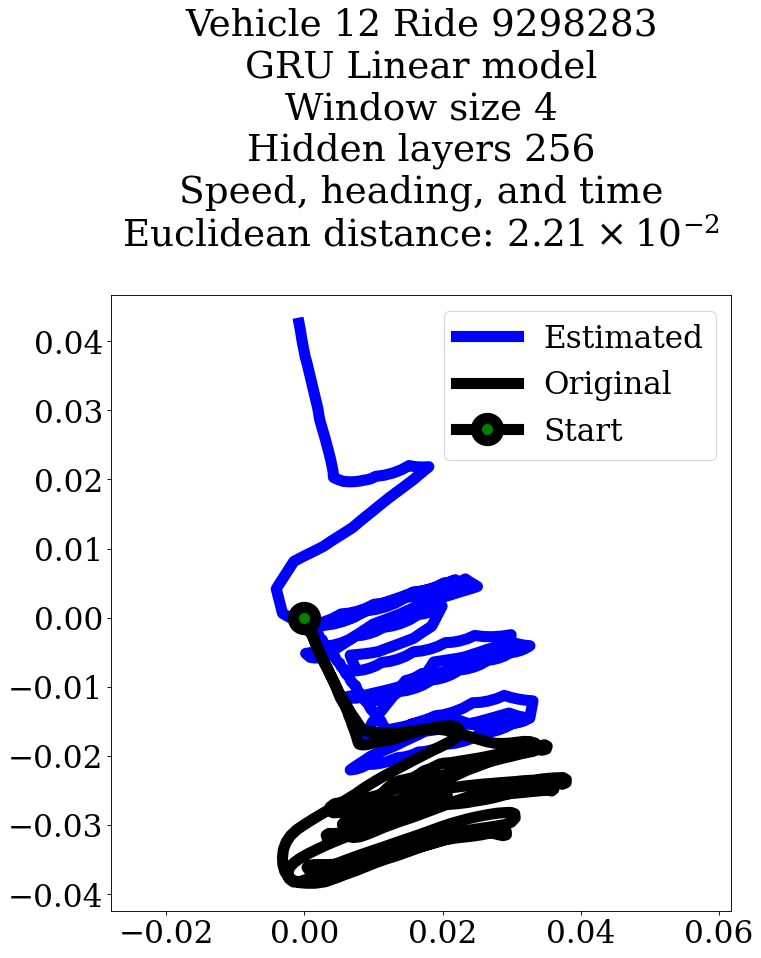 Vehicle 12 Ride 9298283
GRU Linear model
Window size 4
Hidden layers 256
Speed, heading, and time
Euclidean distance: 2.21 × 10⁻²
Estimated
Original
Start
0.04
0.03
0.02
0.01
0.00
−0.01
−0.02
−0.03
−0.04
−0.02 0.00 0.02 0.04 0.06